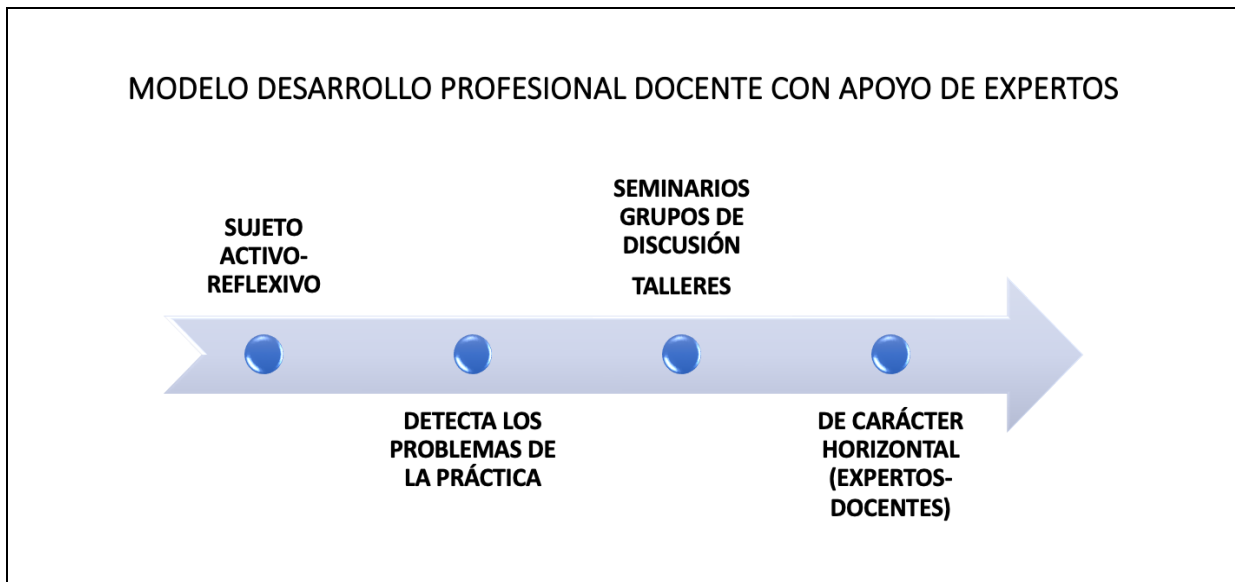 MODELO DESARROLLO PROFESIONAL DOCENTE CON APOYO DE EXPERTOS
SUJETO
ACTIVO-
REFLEXIVO
DETECTA LOS
PROBLEMAS DE
LA PRÁCTICA
SEMINARIOS
GRUPOS DE
DISCUSIÓN
TALLERES
DE CARÁCTER
HORIZONTAL
(EXPERTOS-
DOCENTES)